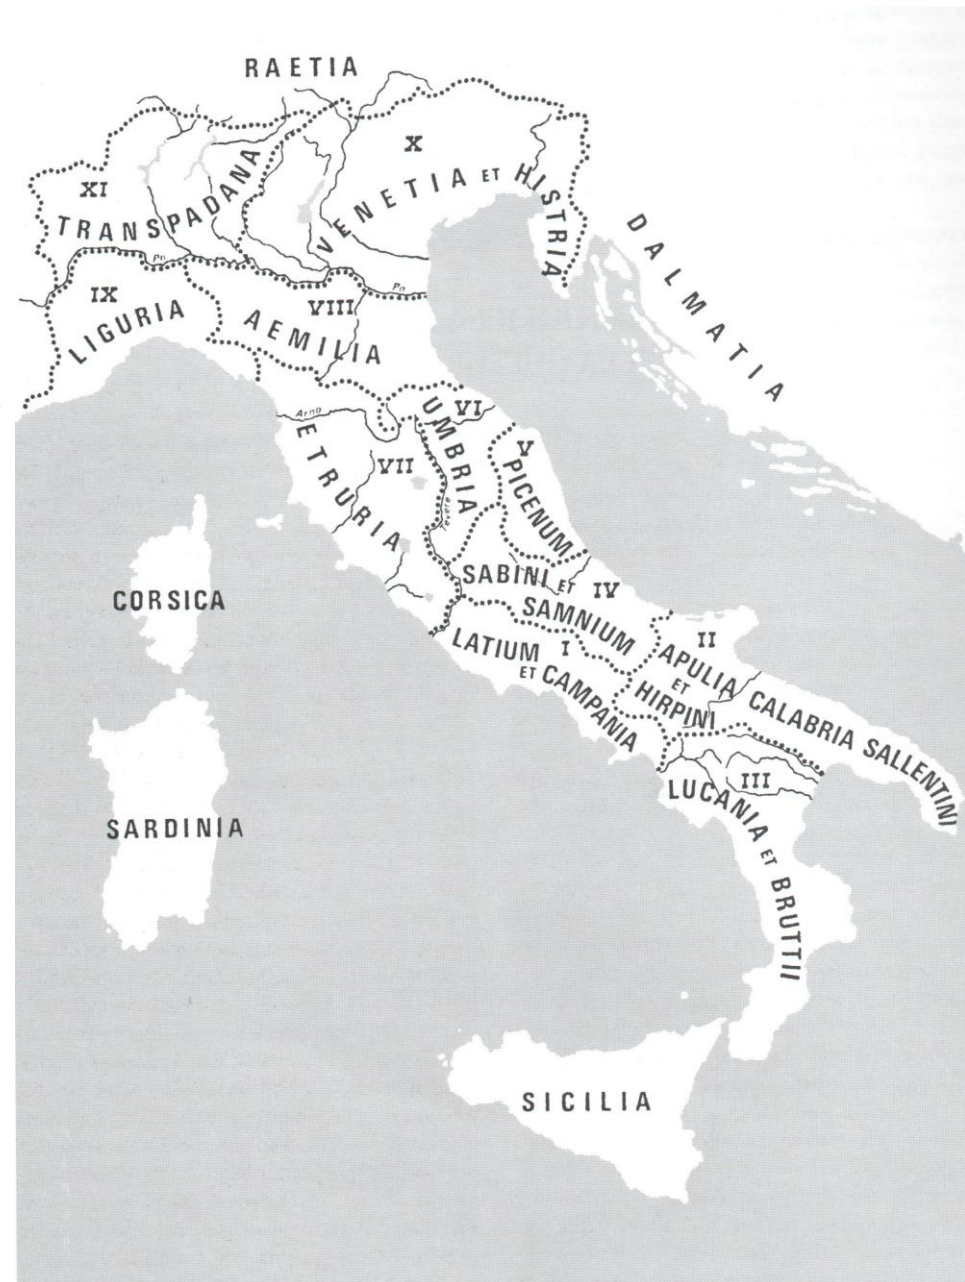 RAETIA
X
VENETIA ET HISTRIA
XI
TRANSPADANA
DALMATIA
Po
Po
IX
LIGURIA
VIII
AEMILIA
Arno
VI
UMBRIA
ETRURIA
VII
V
PICENUM
Tevere
SABINI ET
SAMNIUM
IV
CORSICA
II
LATIUM
I
ET CAMPANIA
APULIA CALABRIA SALLENTINI
ET
HIRPINI
III
LUCANIA ET BRUTTII
SARDINIA
SICILIA